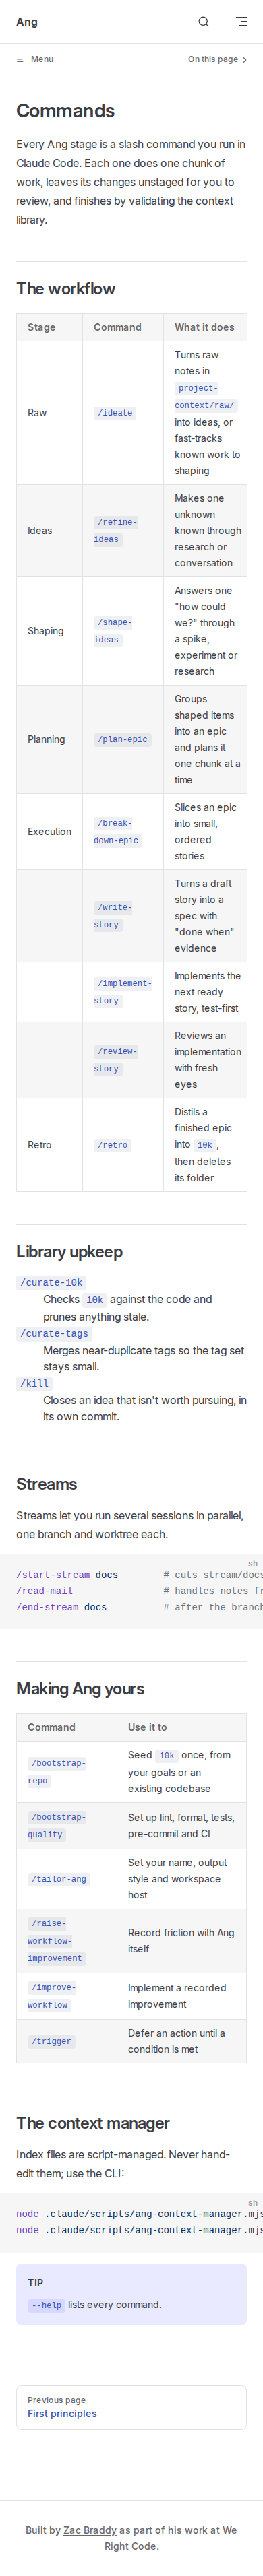 Ang
Menu
On this page
Commands
Every Ang stage is a slash command you run in
Claude Code. Each one does one chunk of
work, leaves its changes unstaged for you to
review, and finishes by validating the context
library.
The workflow
Stage Command What it does
Raw /ideate Turns raw
notes in
project-
context/raw/
into ideas, or
fast-tracks
known work to
shaping
Ideas /refine-
ideas
Makes one
unknown
known through
research or
conversation
Shaping /shape-
ideas
Answers one
"how could
we?" through
a spike,
experiment or
research
Planning /plan-epic
Groups
shaped items
into an epic
and plans it
one chunk at a
time
Execution /break-
down-epic
Slices an epic
into small,
ordered
stories
/write-
story
Turns a draft
story into a
spec with
"done when"
evidence
/implement-
story
Implements the
next ready
story, test-first
/review-
story
Reviews an
implementation
with fresh
eyes
Retro /retro
Distils a
finished epic
into 10k ,
then deletes
its folder
Library upkeep
/curate-10k
Checks 10k against the code and
prunes anything stale.
/curate-tags
Merges near-duplicate tags so the tag set
stays small.
/kill
Closes an idea that isn't worth pursuing, in
its own commit.
Streams
Streams let you run several sessions in parallel,
one branch and worktree each.
sh
/start-stream docs # cuts stream/docs
/read-mail # handles notes
/end-stream docs # after the branch
Making Ang yours
Command Use it to
/bootstrap-
repo
Seed 10k once, from
your goals or an
existing codebase
/bootstrap-
quality
Set up lint, format, tests,
pre-commit and CI
/tailor-ang
Set your name, output
style and workspace
host
/raise-
workflow-
improvement
Record friction with Ang
itself
/improve-
workflow
Implement a recorded
improvement
/trigger
Defer an action until a
condition is met
The context manager
Index files are script-managed. Never hand-
edit them; use the CLI:
sh
node .claude/scripts/ang-context-manager.mjs
node .claude/scripts/ang-context-manager.mjs
TIP
--help lists every command.
Previous page
First principles
Built by Zac Braddy as part of his work at We
Right Code.